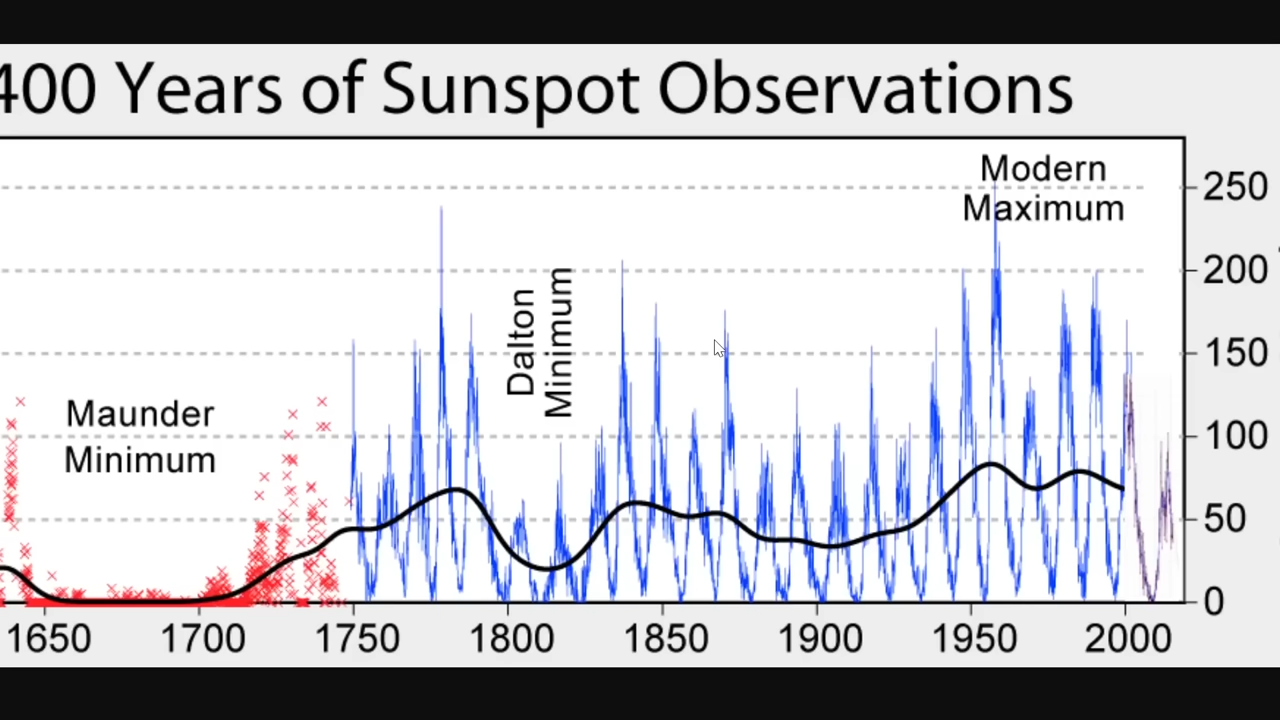 400 Years of Sunspot Observations
Modern
Maximum
250
200
150
100
50
0
Dalton
Minimum
Maunder
Minimum
1650 1700 1750 1800 1850 1900 1950 2000